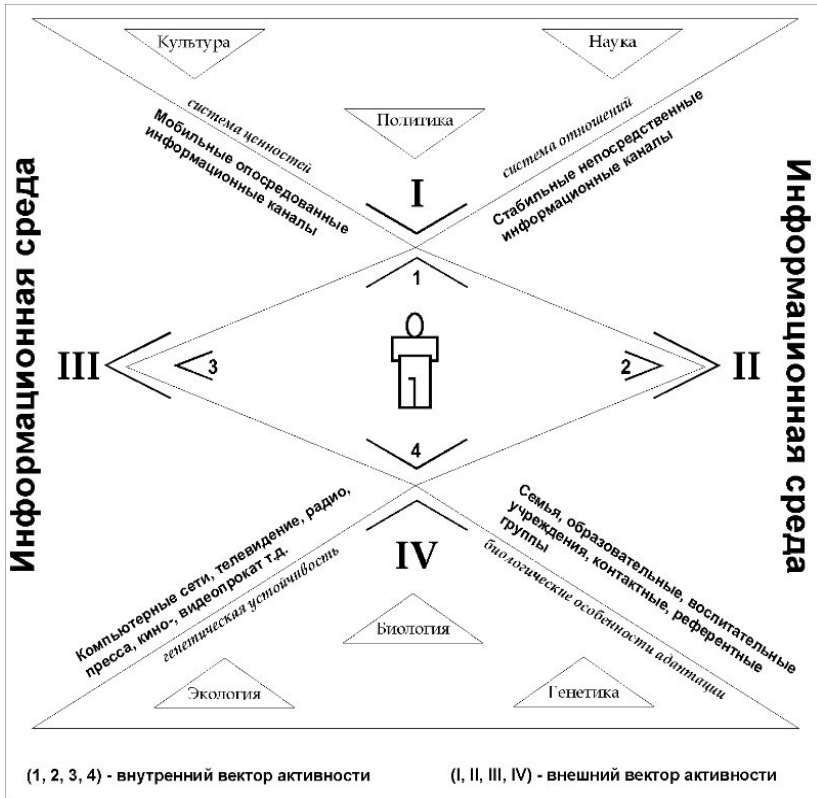 Культура
Наука
система ценностей
Мобильные опосредованные
информационные каналы
Политика
система отношений
Стабильные непосредственные
информационные каналы
Информационная среда
Информационная среда
I
1
III
3
2
II
4
IV
Компьютерные сети, телевидение, радио,
пресса, кино-, видеопрокат т.д.
генетическая устойчивость
Семья, образовательные, воспитательные
учреждения, контактные, референтные
группы
биологические особенности адаптации
Биология
Экология
Генетика
(1, 2, 3, 4) - внутренний вектор активности
(I, II, III, IV) - внешний вектор активности